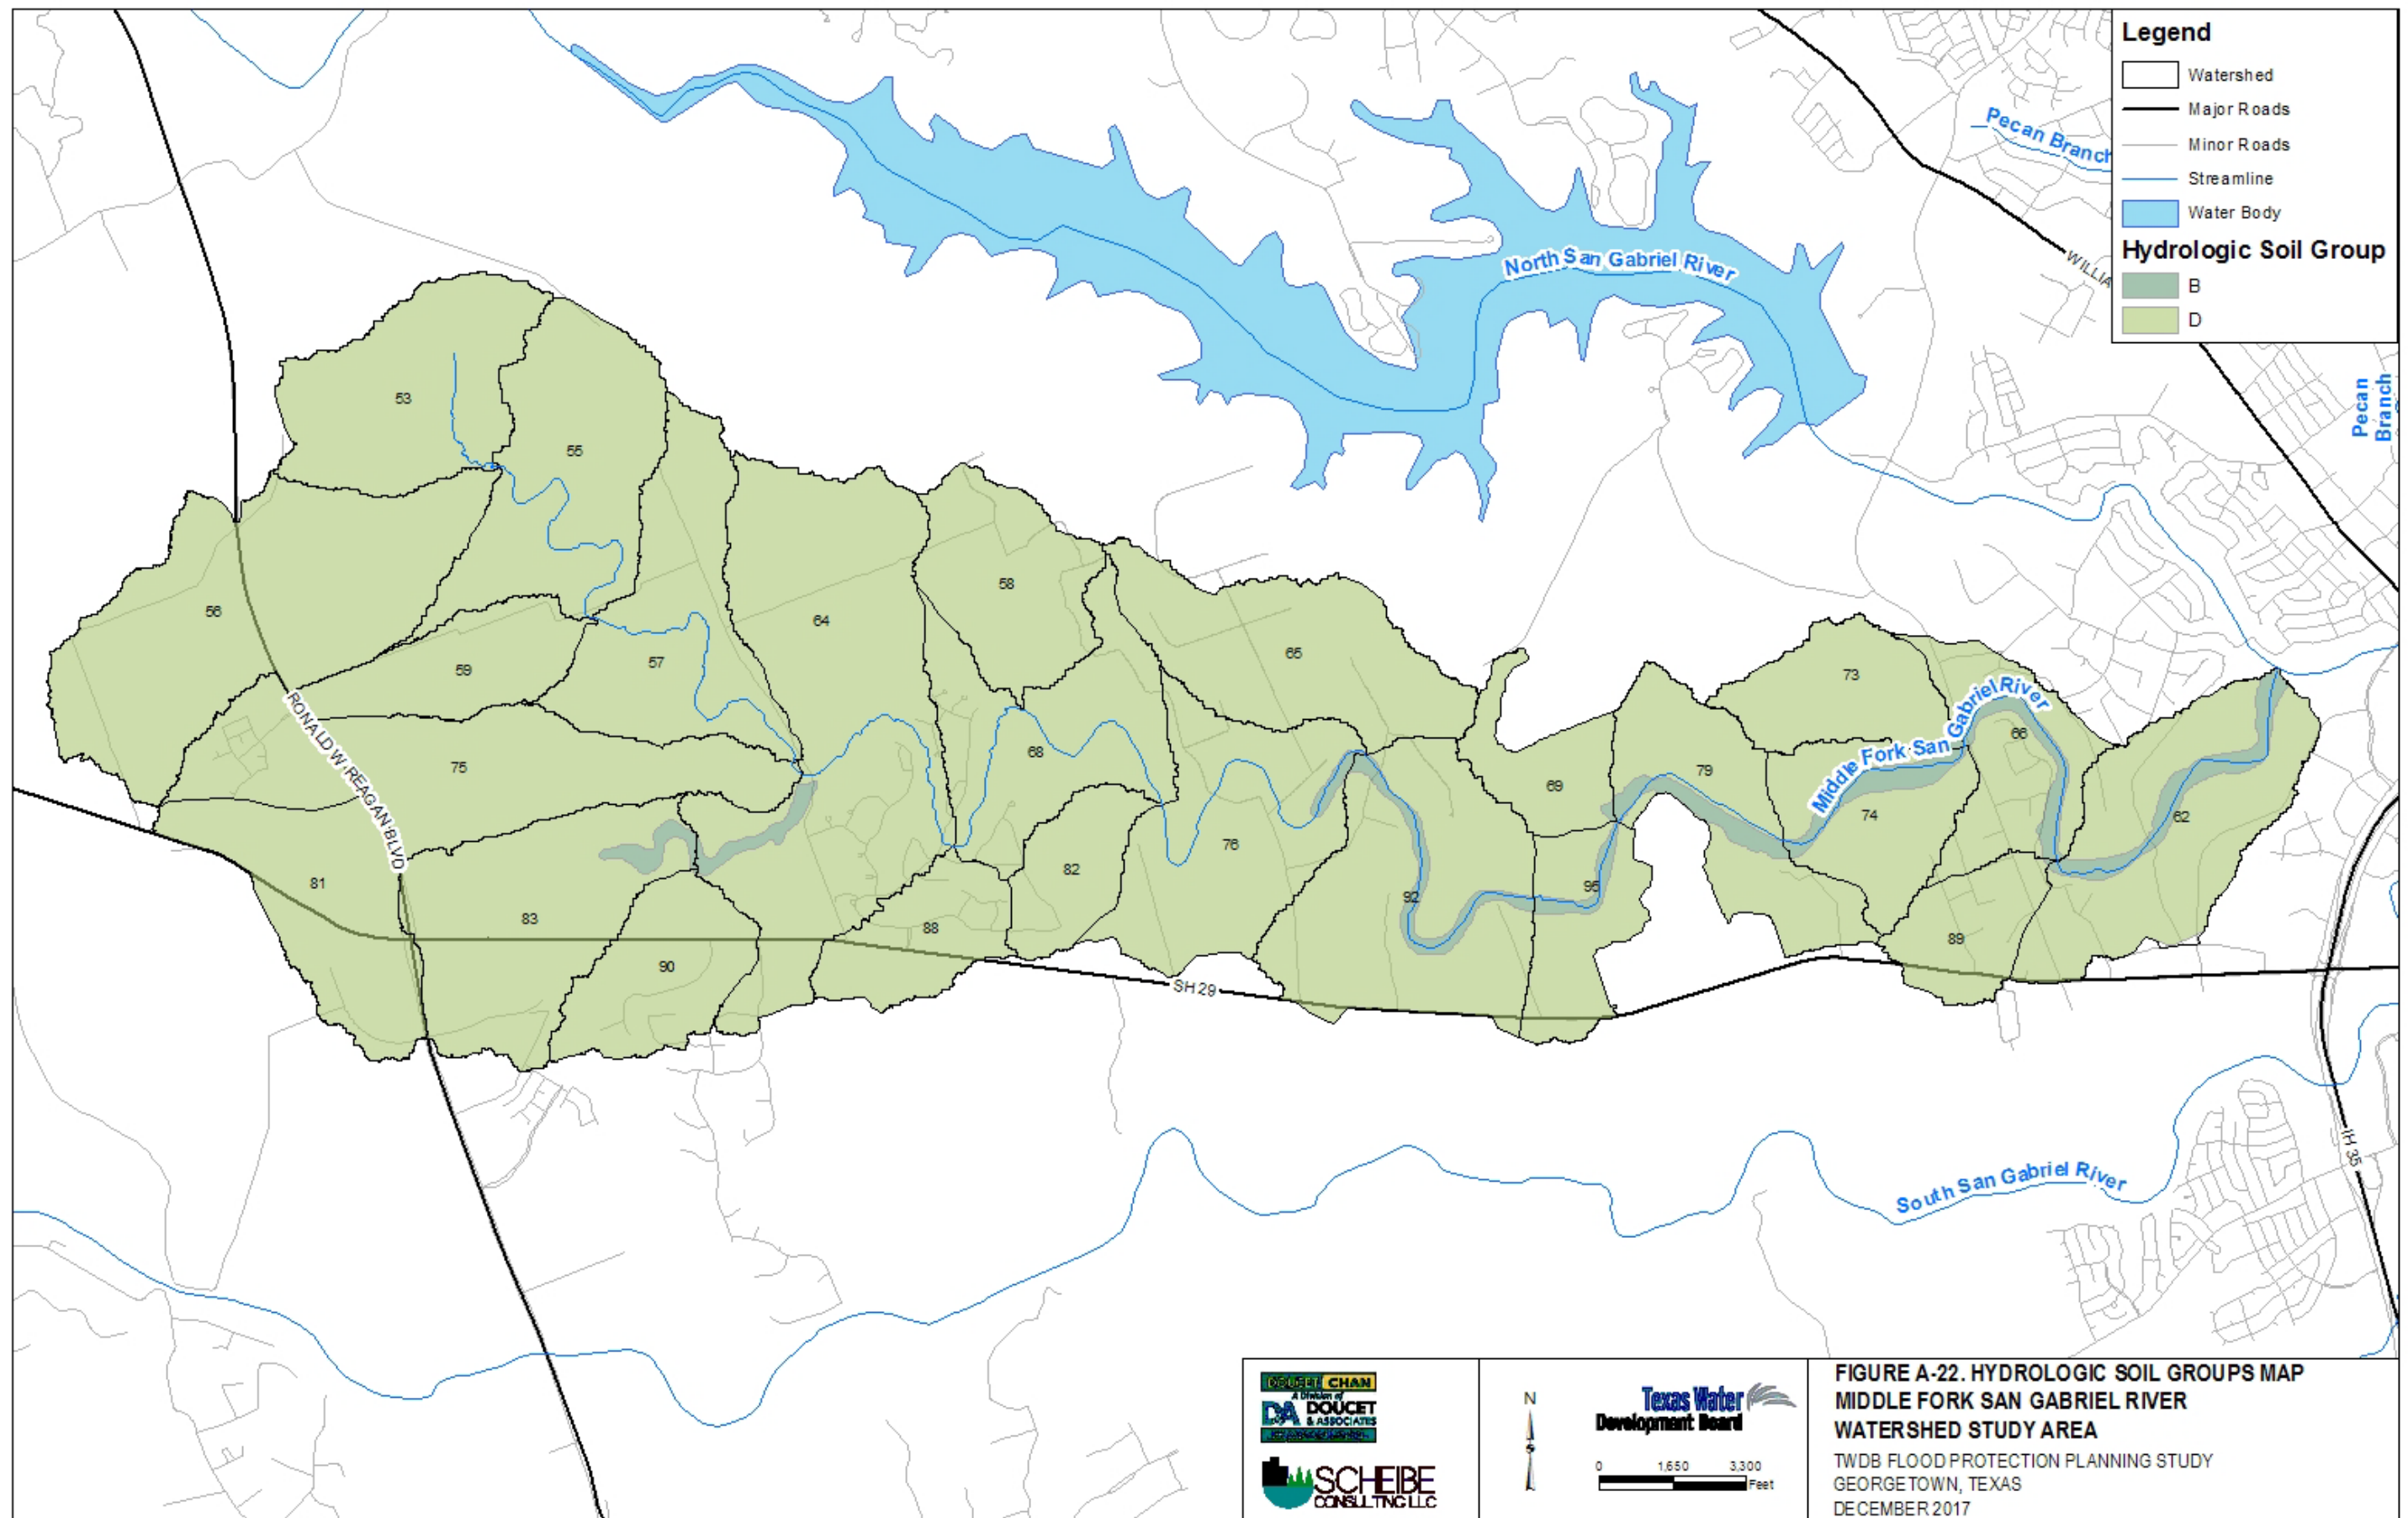 Legend
Watershed
Major Roads
Minor Roads
Streamline
Water Body
Hydrologic Soil Group
B
D
Pecan Branch
WILLIA
Pecan
Branch
North San Gabriel River
53
55
56
58
64
59
57
65
73
Middle Fork San Gabriel River
66
68
75
79
69
74
62
RONALD W REAGAN BLVD
76
82
81
83
92
95
88
89
90
SH 29
IH 35
South San Gabriel River
CHAN
A Division of
DA DOUCET
& ASSOCIATES
SCHEIBE
CONSULTING LLC
N
S
Texas Water
Development Board
0 1,650 3,300
Feet
FIGURE A-22. HYDROLOGIC SOIL GROUPS MAP
MIDDLE FORK SAN GABRIEL RIVER
WATERSHED STUDY AREA
TWDB FLOOD PROTECTION PLANNING STUDY
GEORGETOWN, TEXAS
DECEMBER 2017